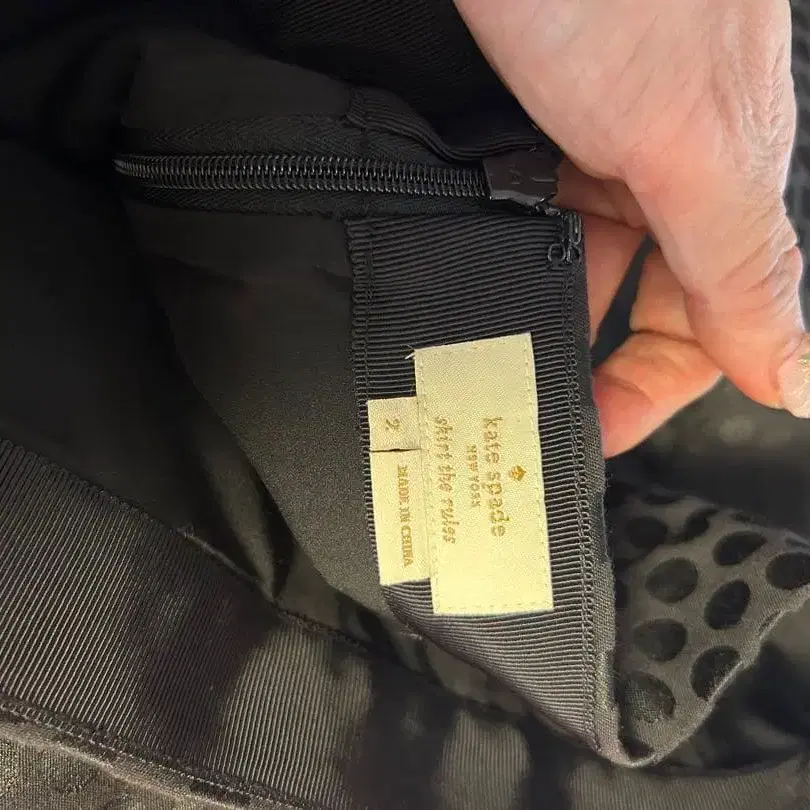 kate spade
NEW YORK
skirt the rules
2
MADE IN CHINA